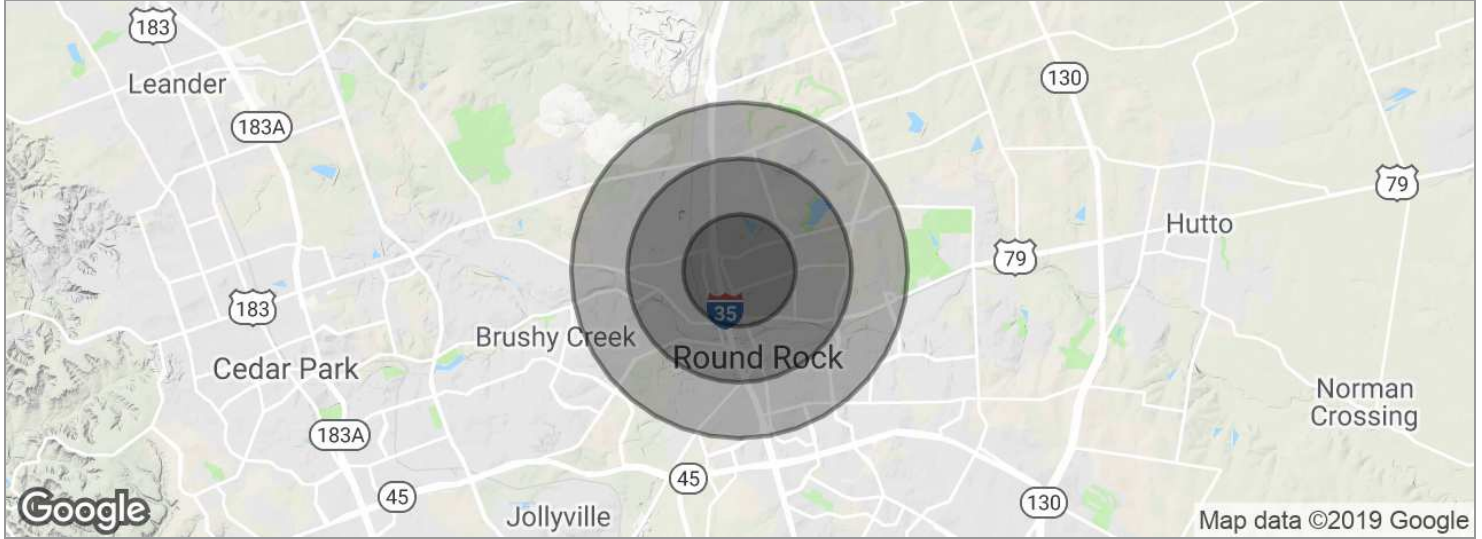 183
Leander
130
183A
79
Hutto
79
183
35
Brushy Creek
Round Rock
Cedar Park
Norman
Crossing
183A
45
45
130
Google
Jollyville
Map data ©2019 Google